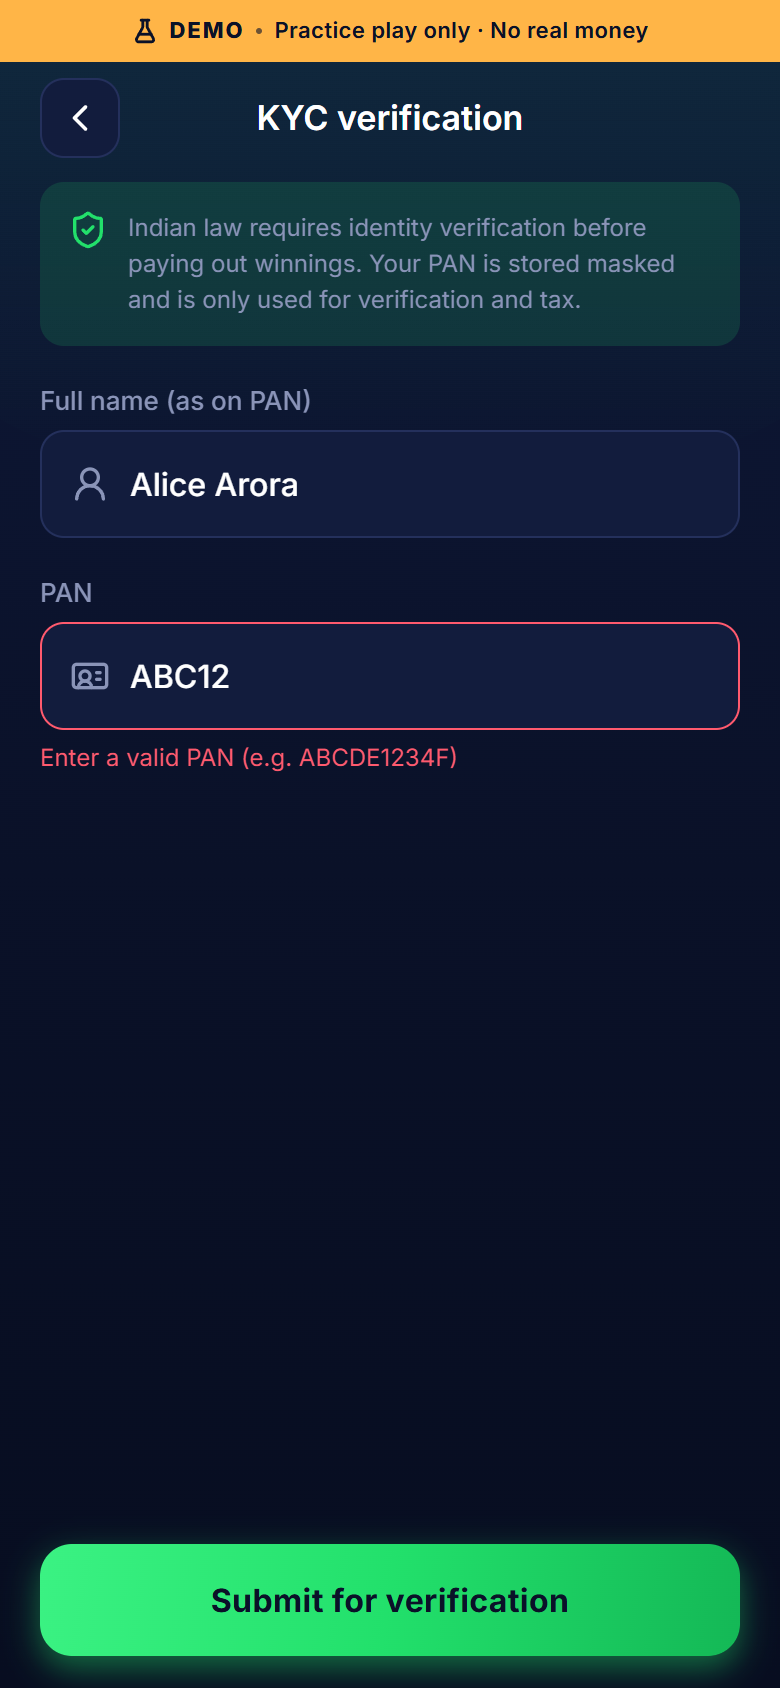 DEMO • Practice play only · No real money
KYC verification
Indian law requires identity verification before
paying out winnings. Your PAN is stored masked
and is only used for verification and tax.
Full name (as on PAN)
Alice Arora
PAN
ABC12
Enter a valid PAN (e.g. ABCDE1234F)
Submit for verification